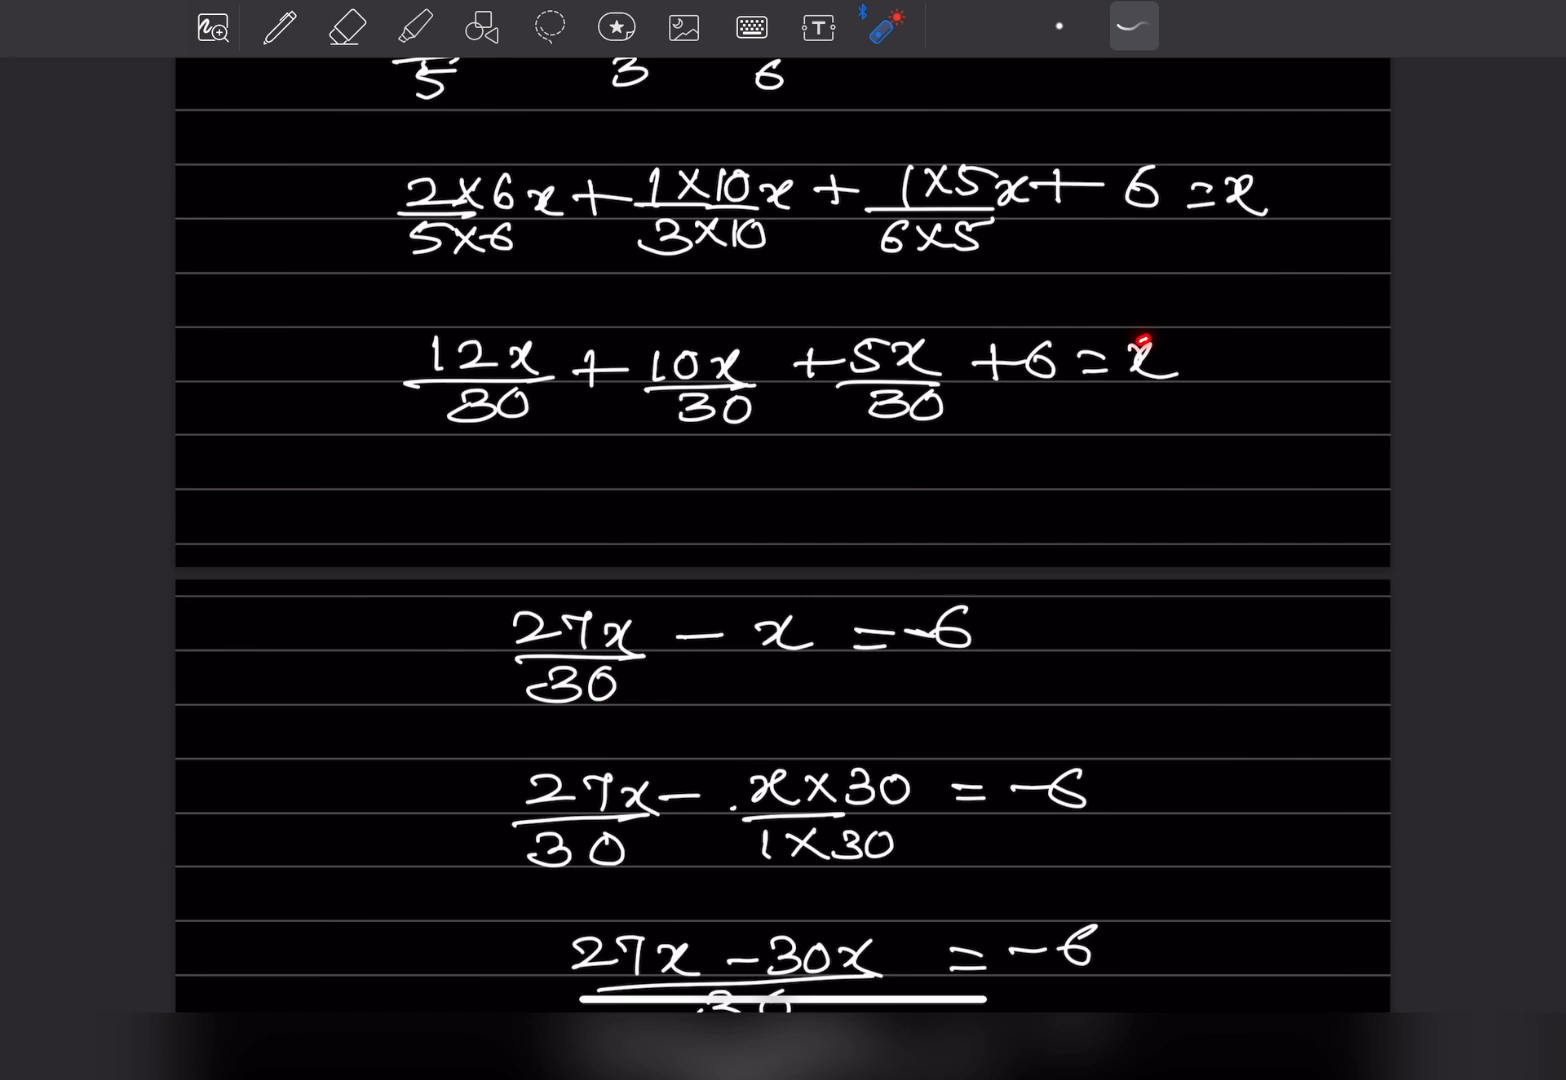 5 3 6
2×6x/5×6 + 1×10x/3×10 + 1×5x/6×5 + 6 = x
12x/30 + 10x/30 + 5x/30 + 6 = x
27x/30 - x = -6
27x/30 - x×30/1×30 = -6
27x - 30x/30 = -6